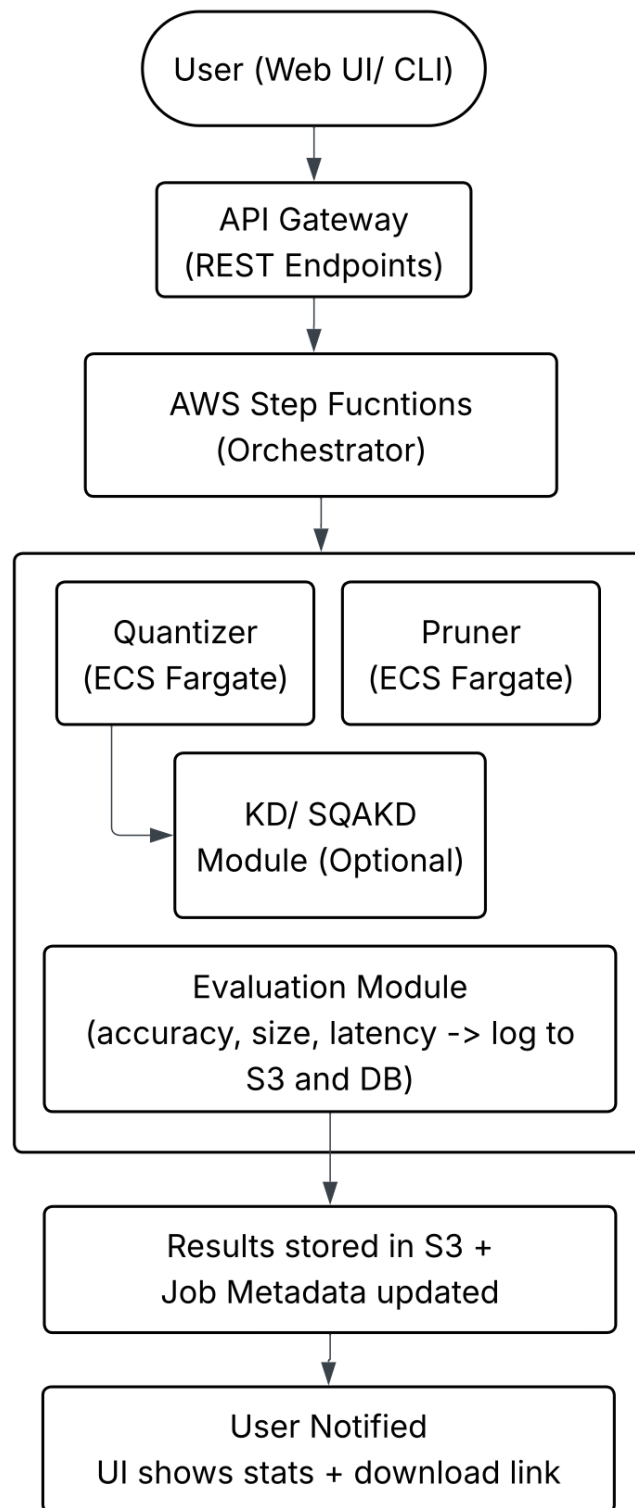 User (Web UI/ CLI)
API Gateway
(REST Endpoints)
AWS Step Fucntions
(Orchestrator)
Quantizer
(ECS Fargate)
Pruner
(ECS Fargate)
KD/ SQAKD
Module (Optional)
Evaluation Module
(accuracy, size, latency -> log to
S3 and DB)
Results stored in S3 +
Job Metadata updated
User Notified
UI shows stats + download link